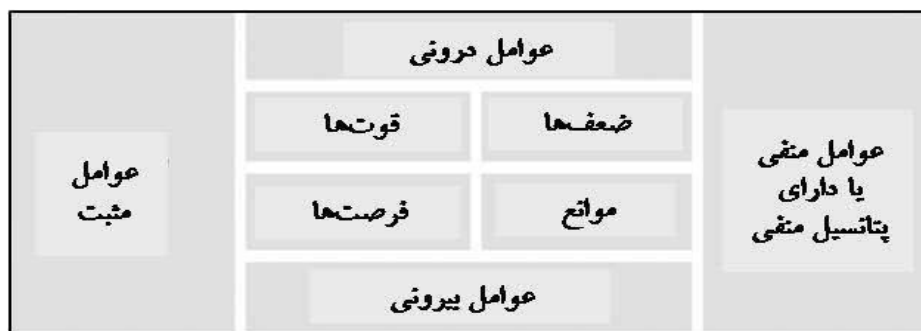 عوامل درونی
ضعف‌ها
قوت‌ها
عوامل منفی
یا دارای
پتانسیل منفی
عوامل
مثبت
موانع
فرصت‌ها
عوامل بیرونی